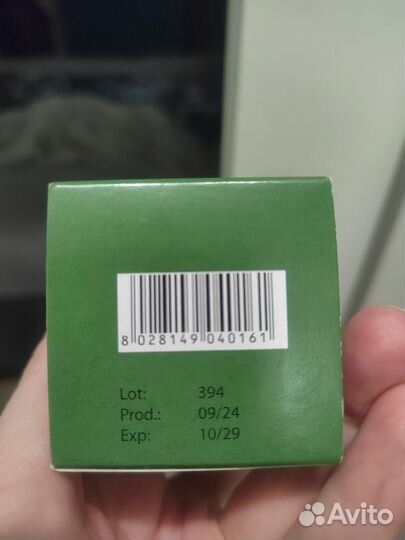 8 028149 040161
Lot: 394
Prod.: 09/24
Exp: 10/29
Avito